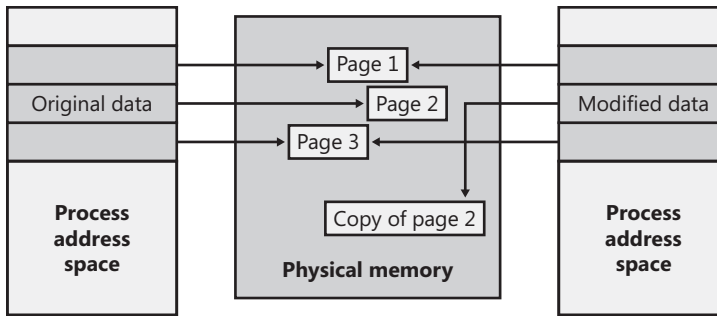 Page 1
Original data
Page 2
Modified data
Page 3
Copy of page 2
Process
address
space
Physical memory
Process
address
space